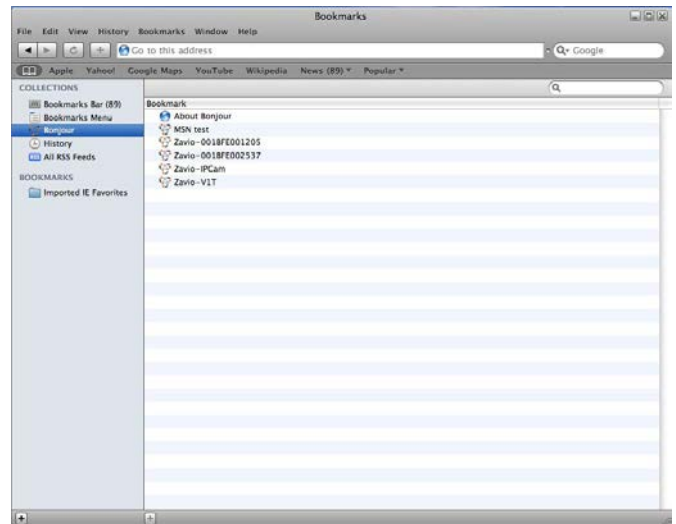 Bookmarks
File Edit View History Bookmarks Window Help
Go to this address
Google
Apple Yahoo! Google Maps YouTube Wikipedia News (89) Popular
COLLECTIONS
Bookmarks Bar (89)
Bookmarks Menu
Bonjour
History
All RSS Feeds
BOOKMARKS
Imported IE Favorites
Bookmark
About Bonjour
MSN test
Zavio-0018FE001205
Zavio-0018FE002537
Zavio-IPCam
Zavio-V1T